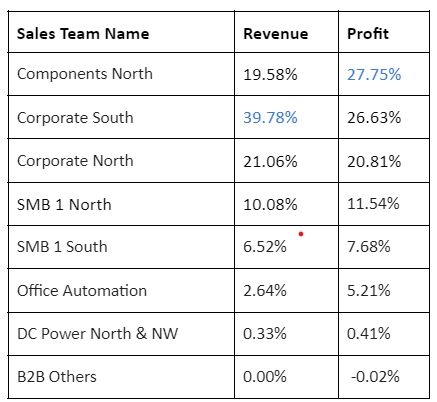 Sales Team Name Revenue Profit
Components North 19.58% 27.75%
Corporate South 39.78% 26.63%
Corporate North 21.06% 20.81%
SMB 1 North 10.08% 11.54%
SMB 1 South 6.52% 7.68%
Office Automation 2.64% 5.21%
DC Power North & NW 0.33% 0.41%
B2B Others 0.00% -0.02%